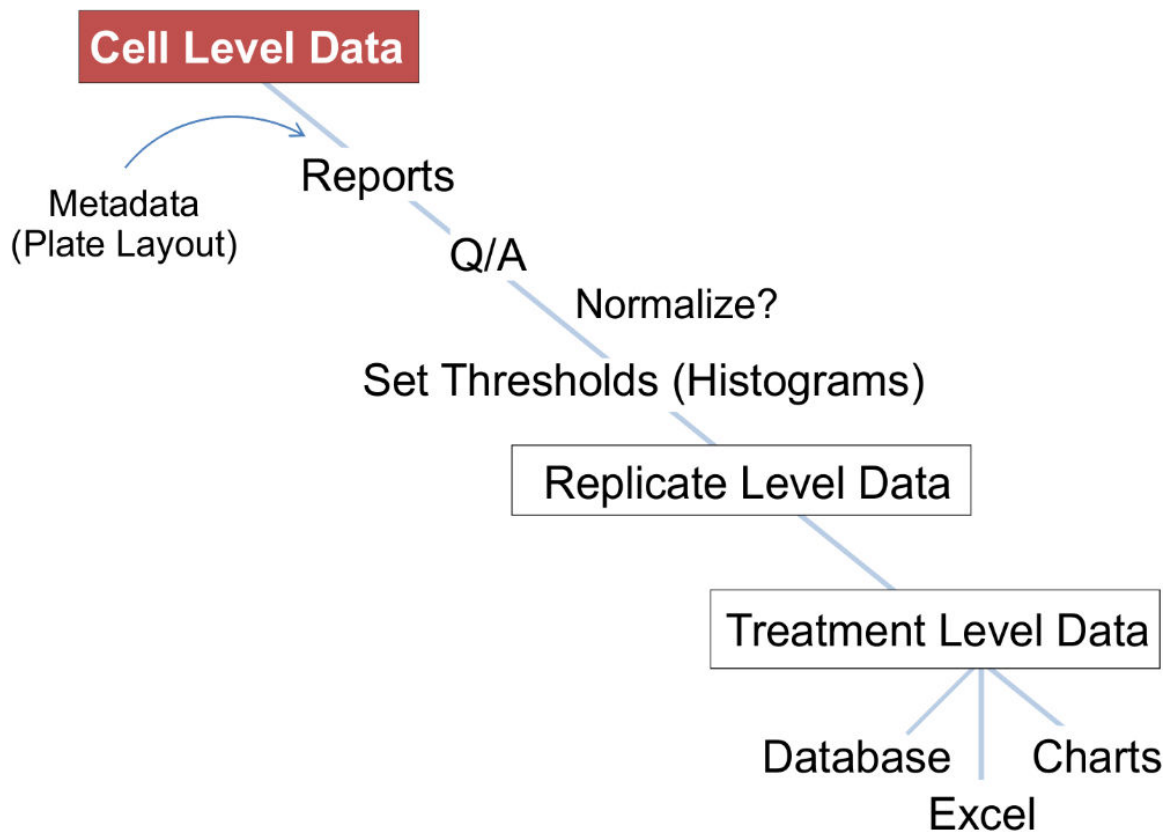 Cell Level Data
Reports
Metadata
(Plate Layout)
Q/A
Normalize?
Set Thresholds (Histograms)
Replicate Level Data
Treatment Level Data
Database
Charts
Excel